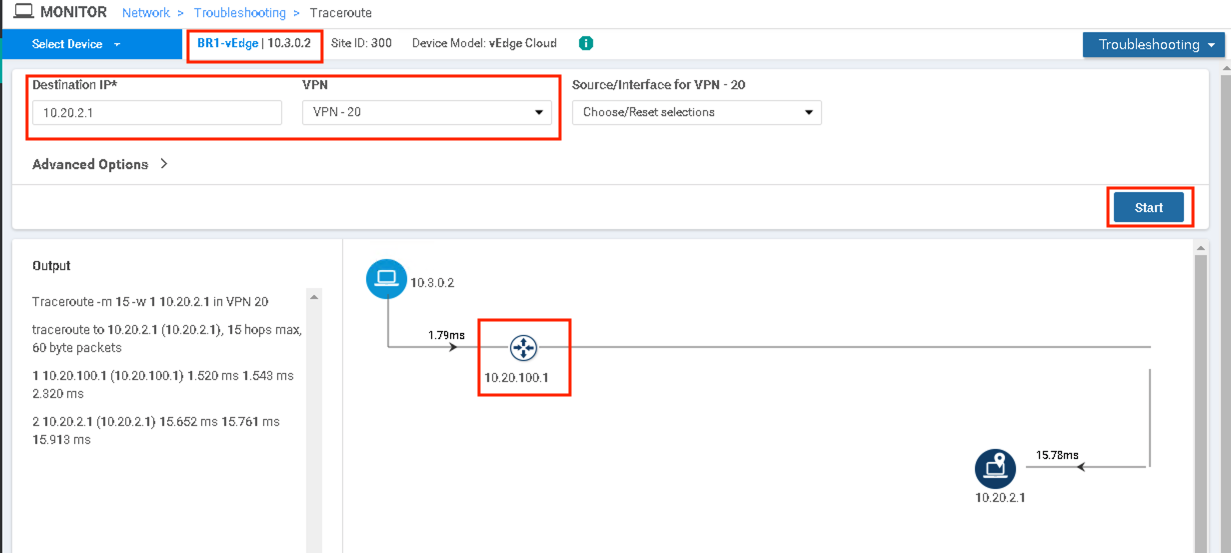 MONITOR Network > Troubleshooting > Traceroute
Select Device BR1-vEdge | 10.3.0.2 Site ID: 300 Device Model: vEdge Cloud i Troubleshooting
Destination IP* VPN Source/Interface for VPN - 20
10.20.2.1 VPN - 20 Choose/Reset selections
Advanced Options >
Start
Output
Traceroute -m 15 -w 1 10.20.2.1 in VPN 20
traceroute to 10.20.2.1 (10.20.2.1), 15 hops max,
60 byte packets
1 10.20.100.1 (10.20.100.1) 1.520 ms 1.543 ms
2.320 ms
2 10.20.2.1 (10.20.2.1) 15.652 ms 15.761 ms
15.913 ms
10.3.0.2
1.79ms
10.20.100.1
15.78ms
10.20.2.1